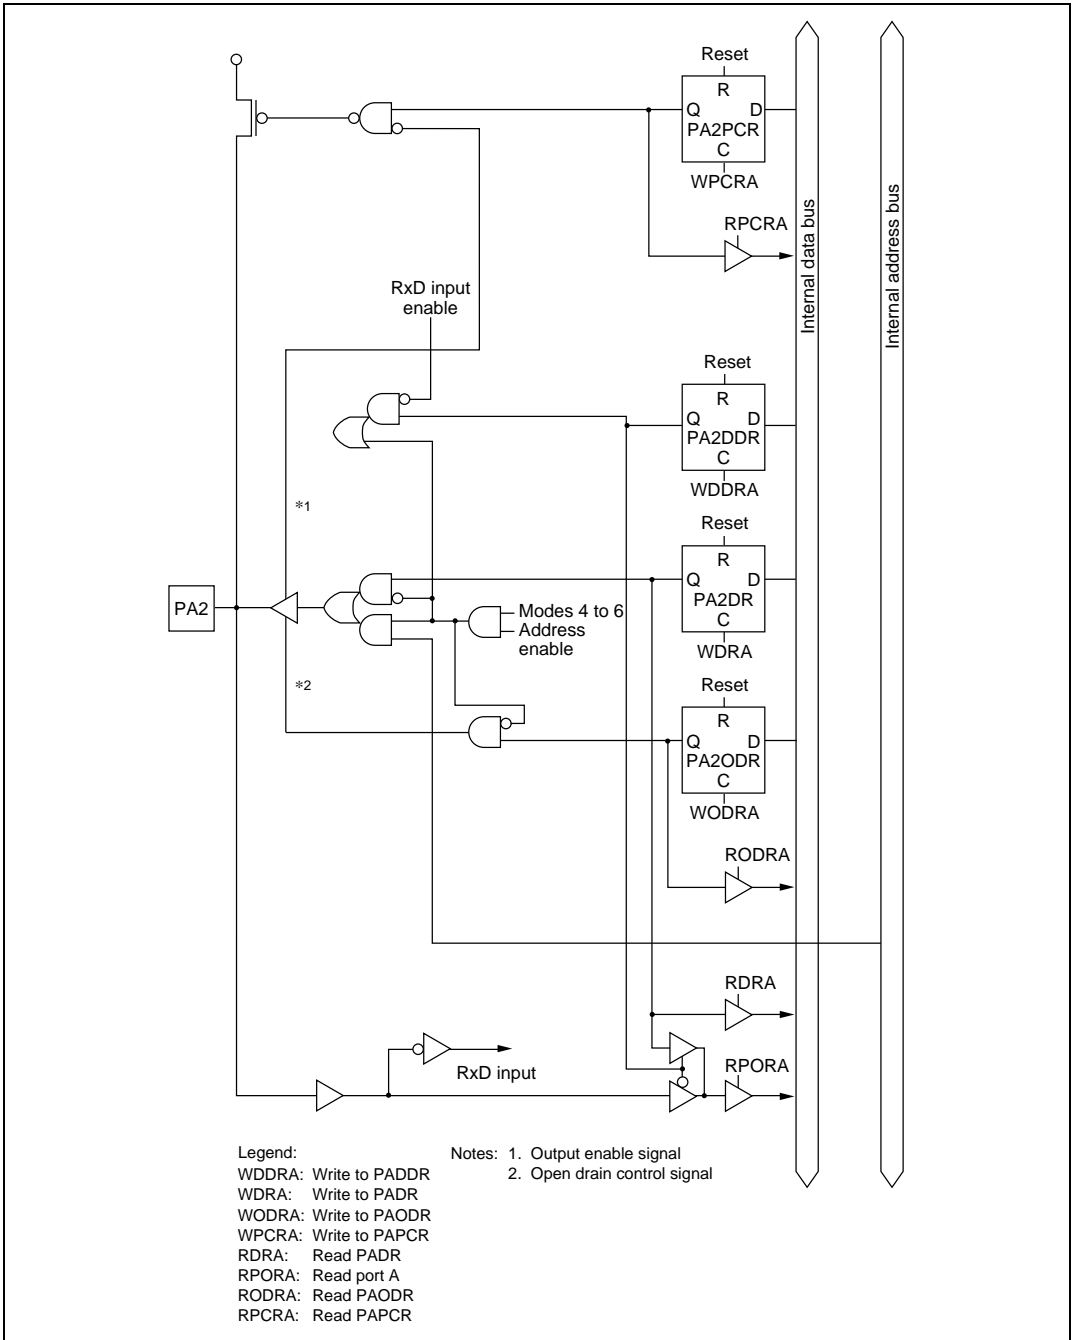 Reset
R
Q D
PA2PCR
C
WPCRA
RPCRA
Internal data bus
Internal address bus
RxD input
enable
Reset
R
Q D
PA2DDR
C
WDDRA
*1
Reset
R
Q D
PA2DR
C
WDRA
PA2
Modes 4 to 6
Address
enable
*2
Reset
R
Q D
PA2ODR
C
WODRA
RODRA
RDRA
RxD input
RPORA
Legend:
WDDRA: Write to PADDR
WDRA: Write to PADR
WODRA: Write to PAODR
WPCRA: Write to PAPCR
RDRA: Read PADR
RPORA: Read port A
RODRA: Read PAODR
RPCRA: Read PAPCR
Notes: 1. Output enable signal
2. Open drain control signal